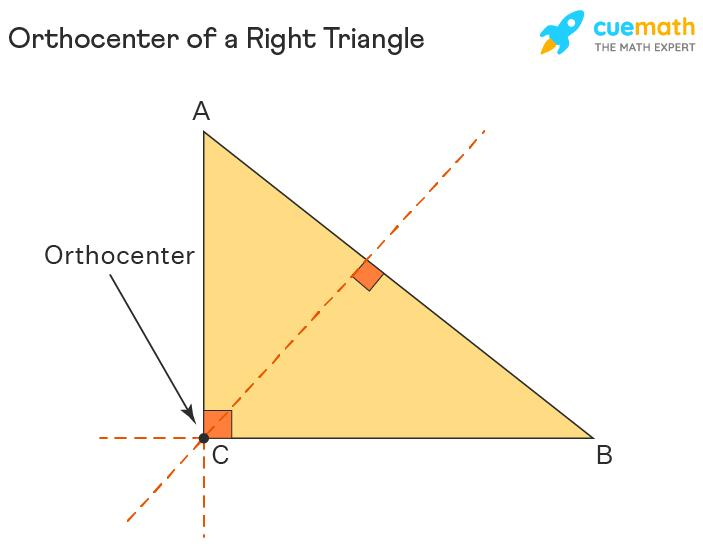 Orthocenter of a Right Triangle
cuemath
THE MATH EXPERT
A
Orthocenter
C
B